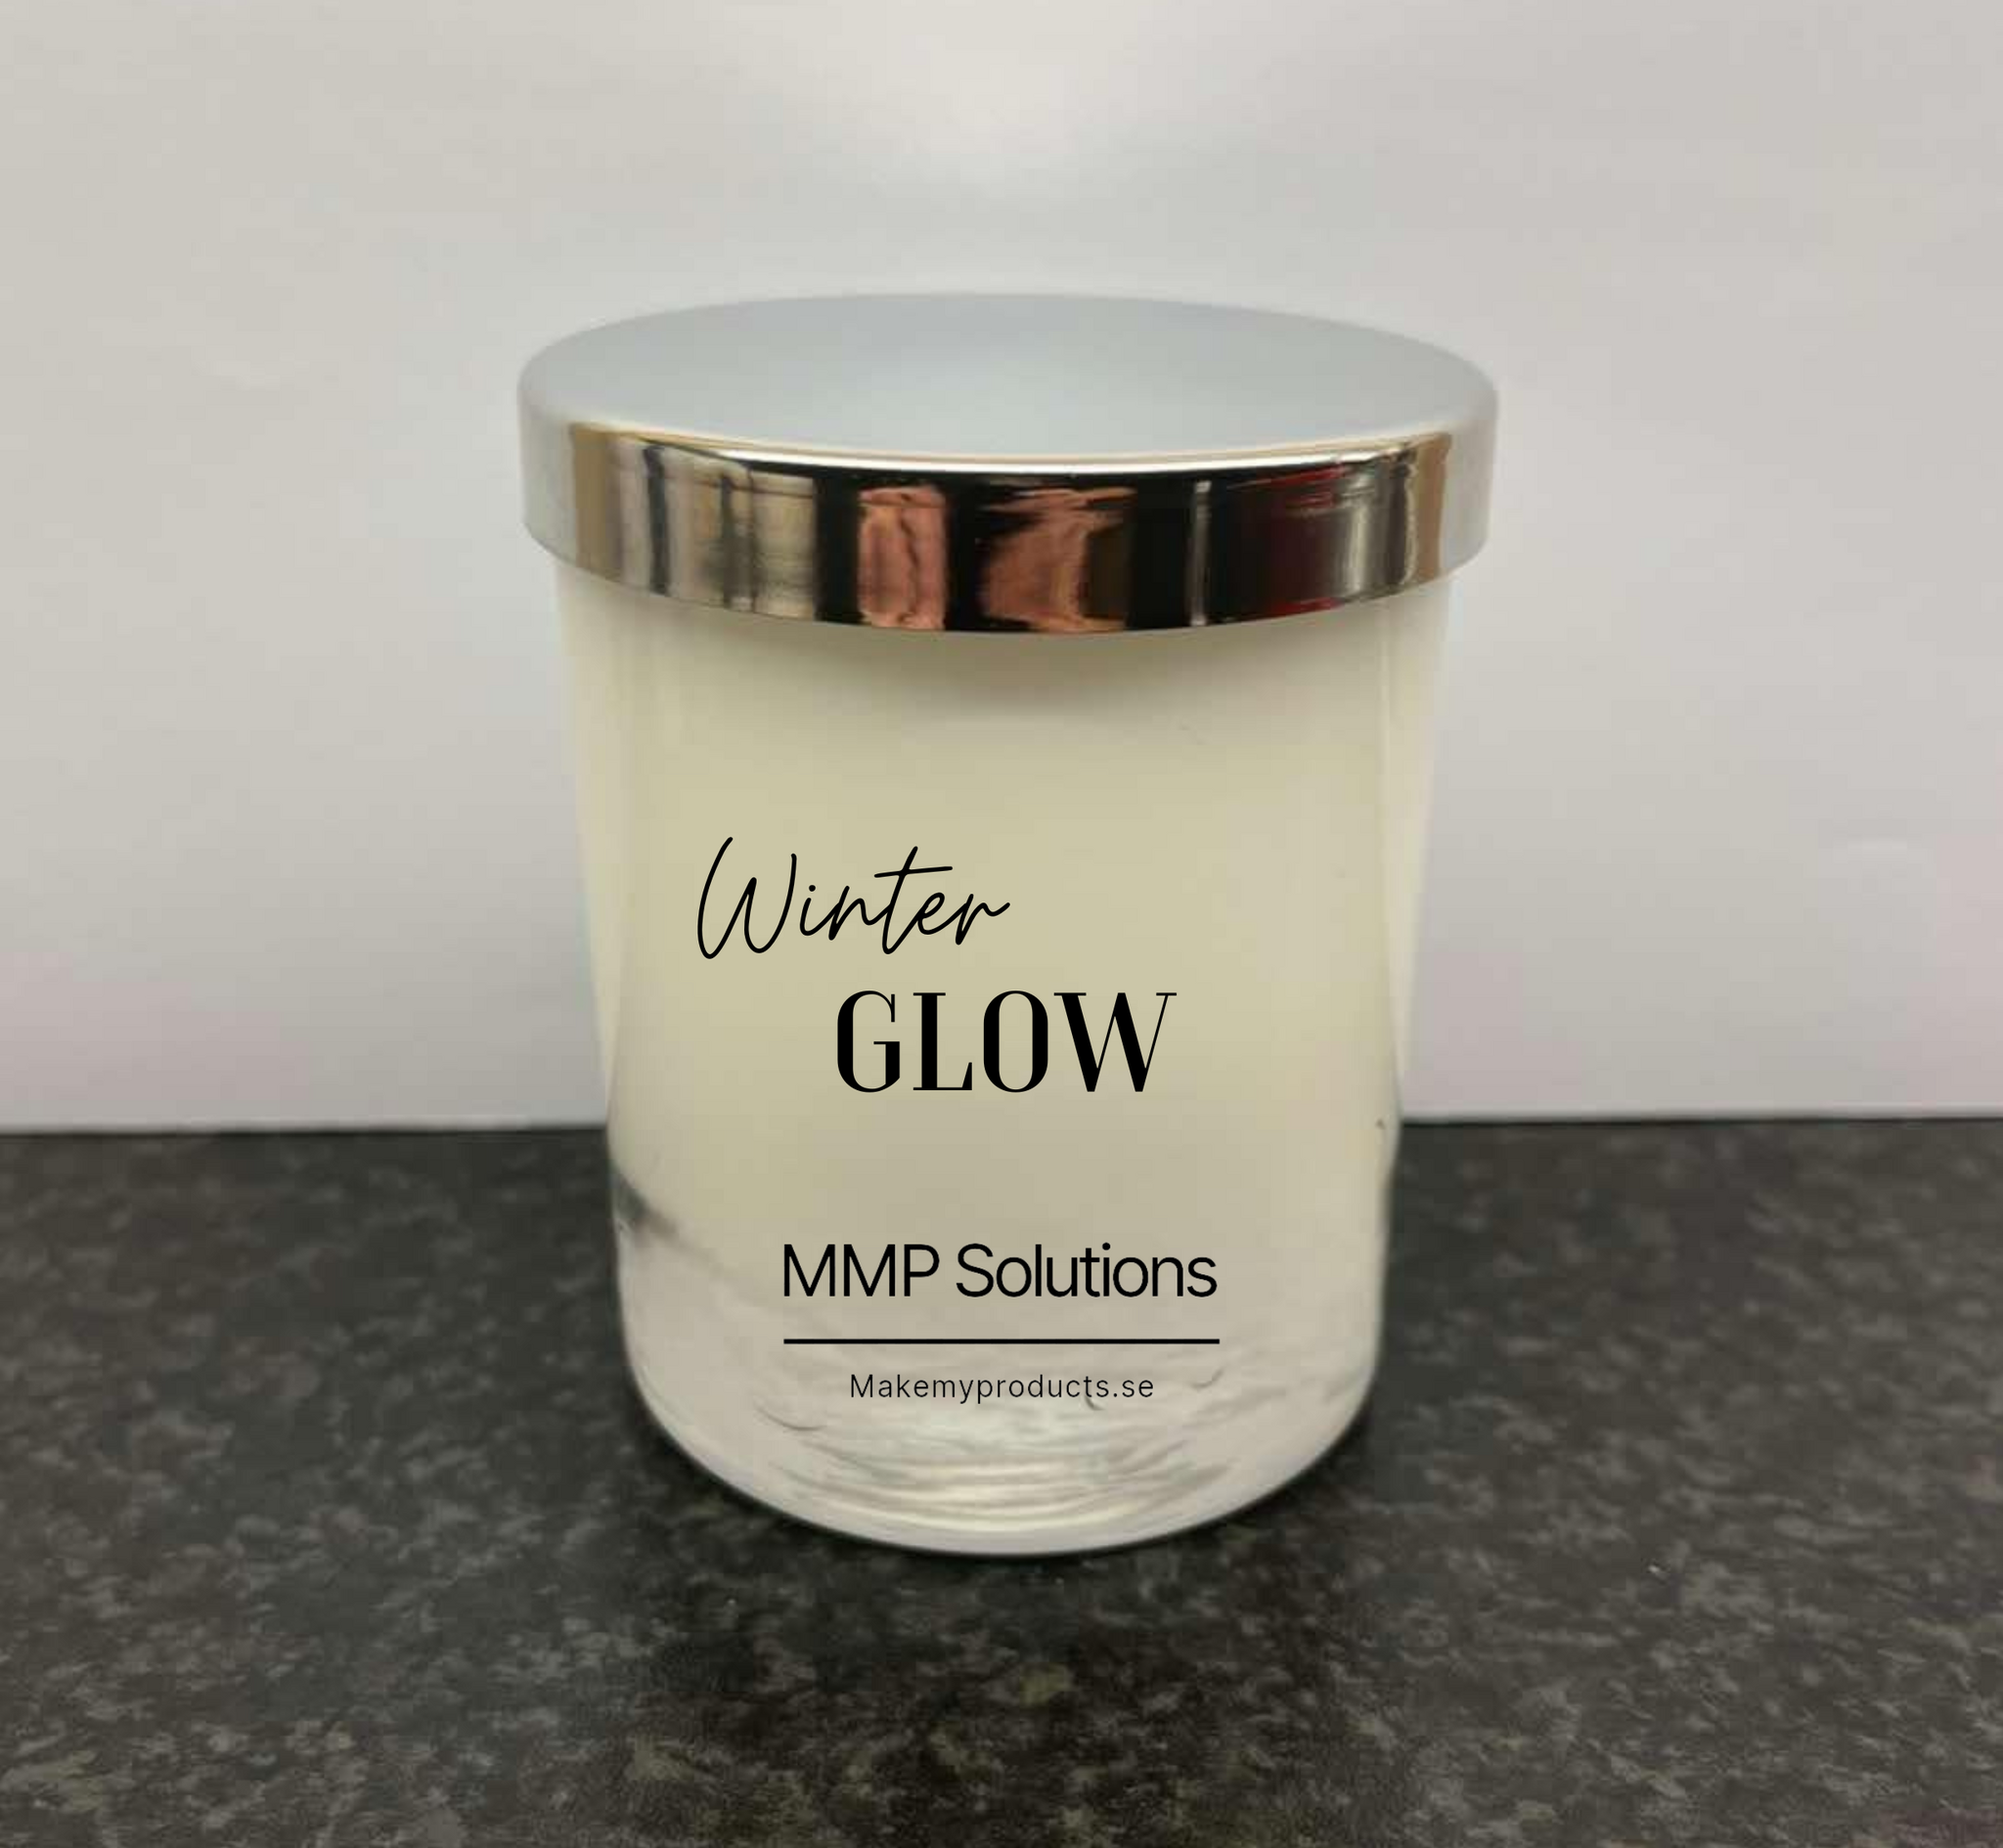 Winter
GLOW
MMP Solutions
Makemyproducts.se